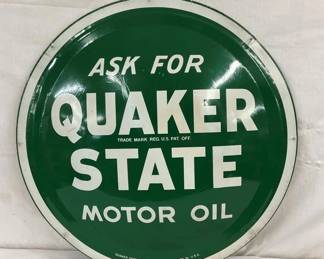 ASK FOR
QUAKER
TRADE MARK REG. U.S. PAT. OFF.
STATE
MOTOR OIL